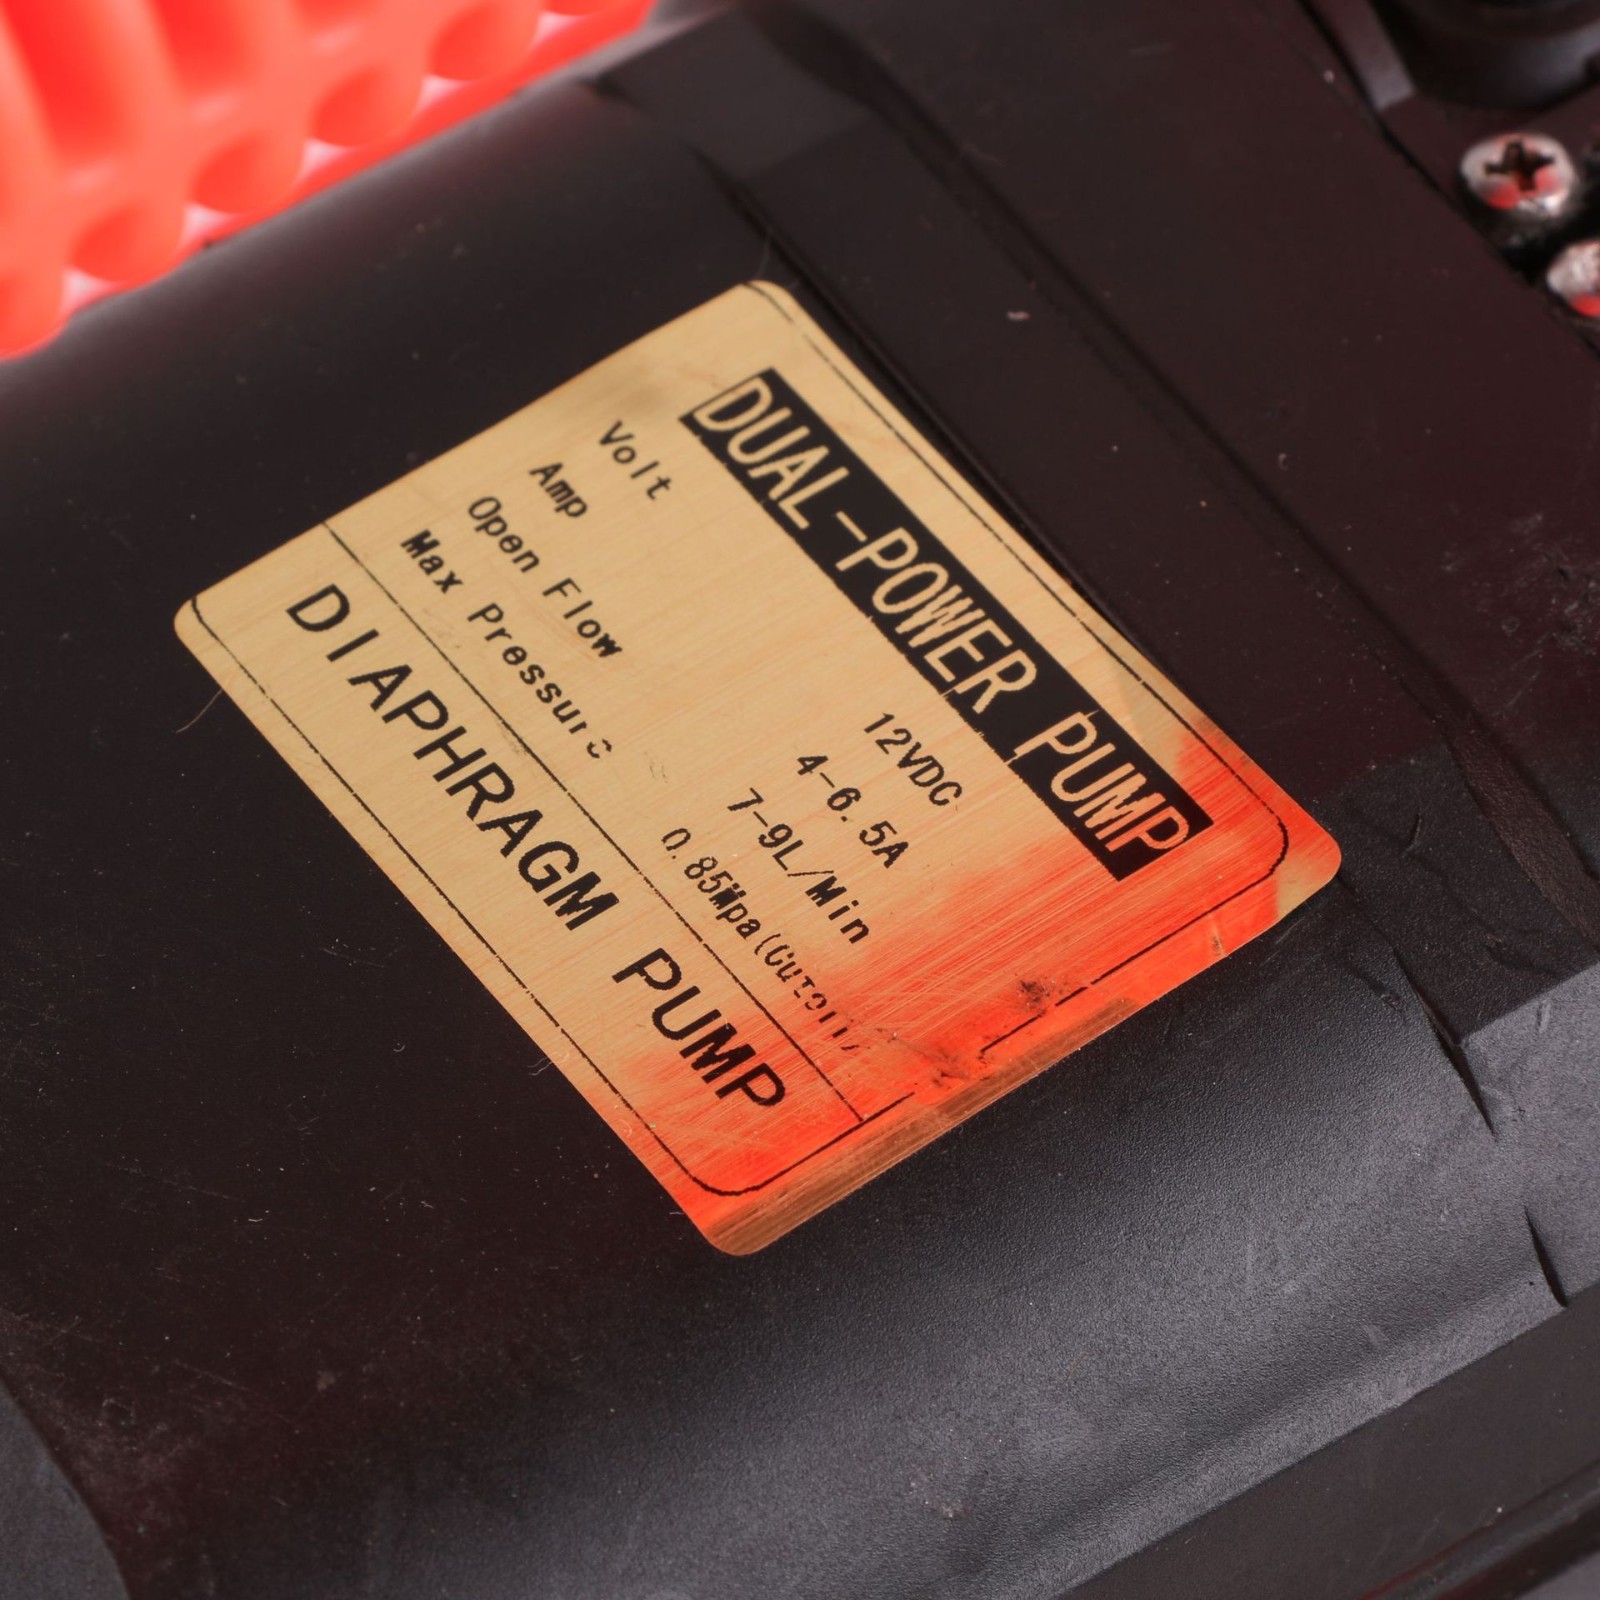 DUAL-POWER PUMP
Volt 12VDC
Amp 4-6.5A
Open Flow 7-9L/Min
Max Pressure 0.85Mpa
DIAPHRAGM PUMP